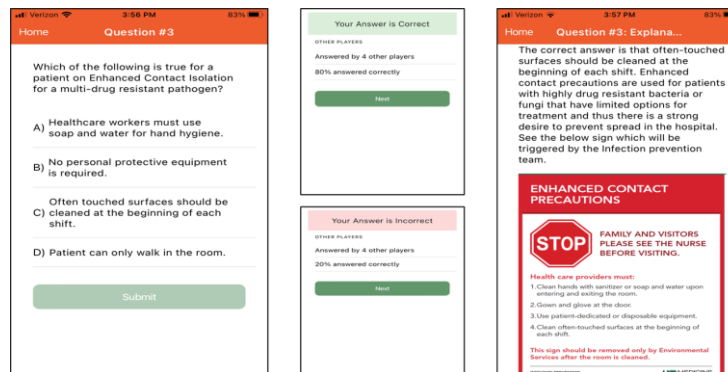 Verizon 3:56 PM 83%
Home Question #3
Which of the following is true for a
patient on Enhanced Contact Isolation
for a multi-drug resistant pathogen?
A) Healthcare workers must use
soap and water for hand hygiene.
B) No personal protective equipment
is required.
C) Often touched surfaces should be
cleaned at the beginning of each
shift.
D) Patient can only walk in the room.
Submit
Your Answer is Correct
OTHER PLAYERS
Answered by 4 other players
80% answered correctly
Next
Your Answer is Incorrect
OTHER PLAYERS
Answered by 4 other players
20% answered correctly
Next
Verizon 3:57 PM 83%
Home Question #3: Explana...
The correct answer is that often-touched
surfaces should be cleaned at the
beginning of each shift. Enhanced
contact precautions are used for patients
with highly drug resistant bacteria or
fungi that have limited options for
treatment and thus there is a strong
desire to prevent spread in the hospital.
See the below sign which will be
triggered by the Infection prevention
team.
ENHANCED CONTACT
PRECAUTIONS
STOP
FAMILY AND VISITORS
PLEASE SEE THE NURSE
BEFORE VISITING.
Health care providers must:
1.Clean hands with sanitizer or soap and water upon
entering and exiting the room.
2.Gown and glove at the door.
3.Use patient-dedicated or disposable equipment.
4.Clean often-touched surfaces at the beginning of
each shift.
This sign should be removed only by Environmental
Services after the room is cleaned.